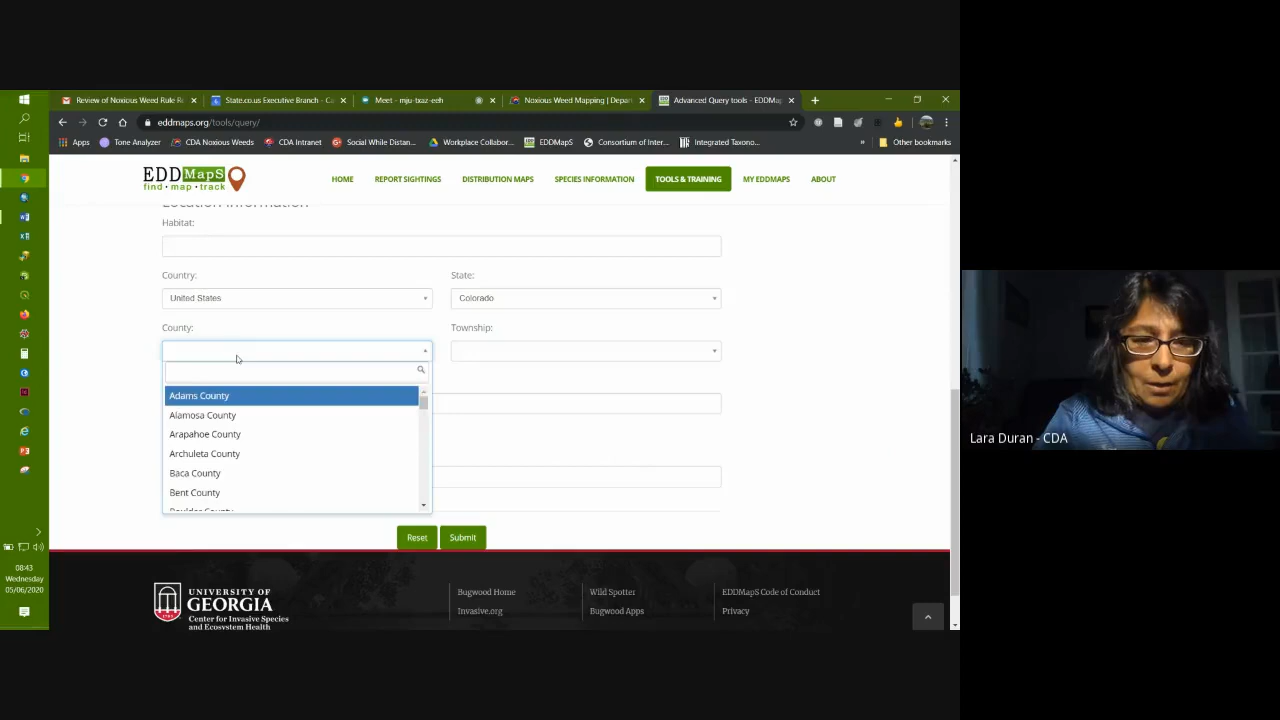 Review of Noxious Weed Rule R
State.co.us Executive Branch - C
Meet - mju-txaz-eeh
Noxious Weed Mapping | Depar
Advanced Query tools - EDDMa
eddmaps.org/tools/query/
Apps
Tone Analyzer
CDA Noxious Weeds
CDA Intranet
Social While Distan...
Workplace Collabor...
EDDMapS
Consortium of Inter...
Integrated Taxono...
Other bookmarks
EDDMapS
find • map • track
HOME
REPORT SIGHTINGS
DISTRIBUTION MAPS
SPECIES INFORMATION
TOOLS & TRAINING
MY EDDMAPS
ABOUT
Location Information
Habitat:
Country:
State:
United States
Colorado
County:
Township:
Adams County
Alamosa County
Arapahoe County
Archuleta County
Baca County
Bent County
Boulder County
Reset
Submit
Lara Duran - CDA
08:43
Wednesday
05/06/2020
UNIVERSITY OF
GEORGIA
Center for Invasive Species
and Ecosystem Health
Bugwood Home
Invasive.org
Wild Spotter
Bugwood Apps
EDDMapS Code of Conduct
Privacy